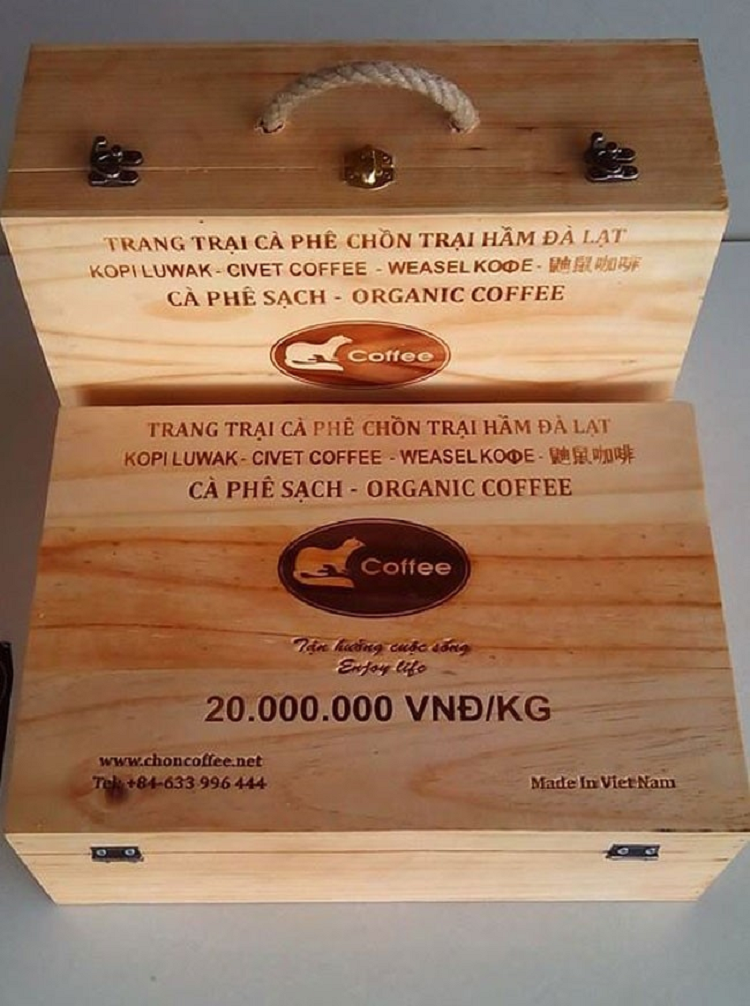 TRANG TRẠI CÀ PHÊ CHỒN TRẠI HẦM ĐÀ LẠT
KOPI LUWAK - CIVET COFFEE - WEASEL КОФЕ - 鼬鼠咖啡
CÀ PHÊ SẠCH - ORGANIC COFFEE
Coffee
TRANG TRẠI CÀ PHÊ CHỒN TRẠI HẦM ĐÀ LẠT
KOPI LUWAK - CIVET COFFEE - WEASEL КОФЕ - 鼬鼠咖啡
CÀ PHÊ SẠCH - ORGANIC COFFEE
Coffee
Tận hưởng cuộc sống
Enjoy life
20.000.000 VNĐ/KG
www.choncoffee.net
Tel: +84-633 996 444
Made In Viet Nam